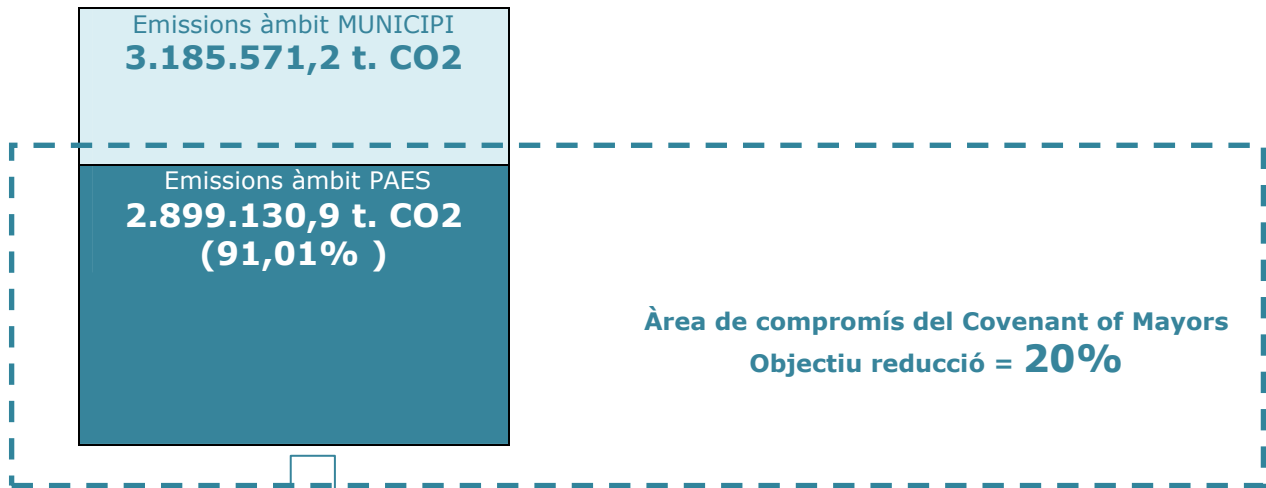 Emissions àmbit MUNICIPI
3.185.571,2 t. CO2
Emissions àmbit PAES
2.899.130,9 t. CO2
(91,01% )
Àrea de compromís del Covenant of Mayors
Objectiu reducció = 20%